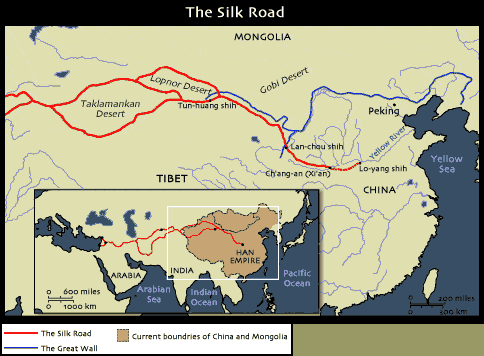 The Silk Road
MONGOLIA
Gobi Desert
Lopnor Desert
Taklamankan
Desert
Tun-huang shih
Peking
Yellow River
Lan-chou shih
Ch'ang-an (Xi'an)
Lo-yang shih
Yellow
Sea
TIBET
CHINA
HAN
EMPIRE
ARABIA
INDIA
Arabian
Sea
Indian
Ocean
Pacific
Ocean
600 miles
1000 km
200 miles
The Silk Road
The Great Wall
Current boundries of China and Mongolia